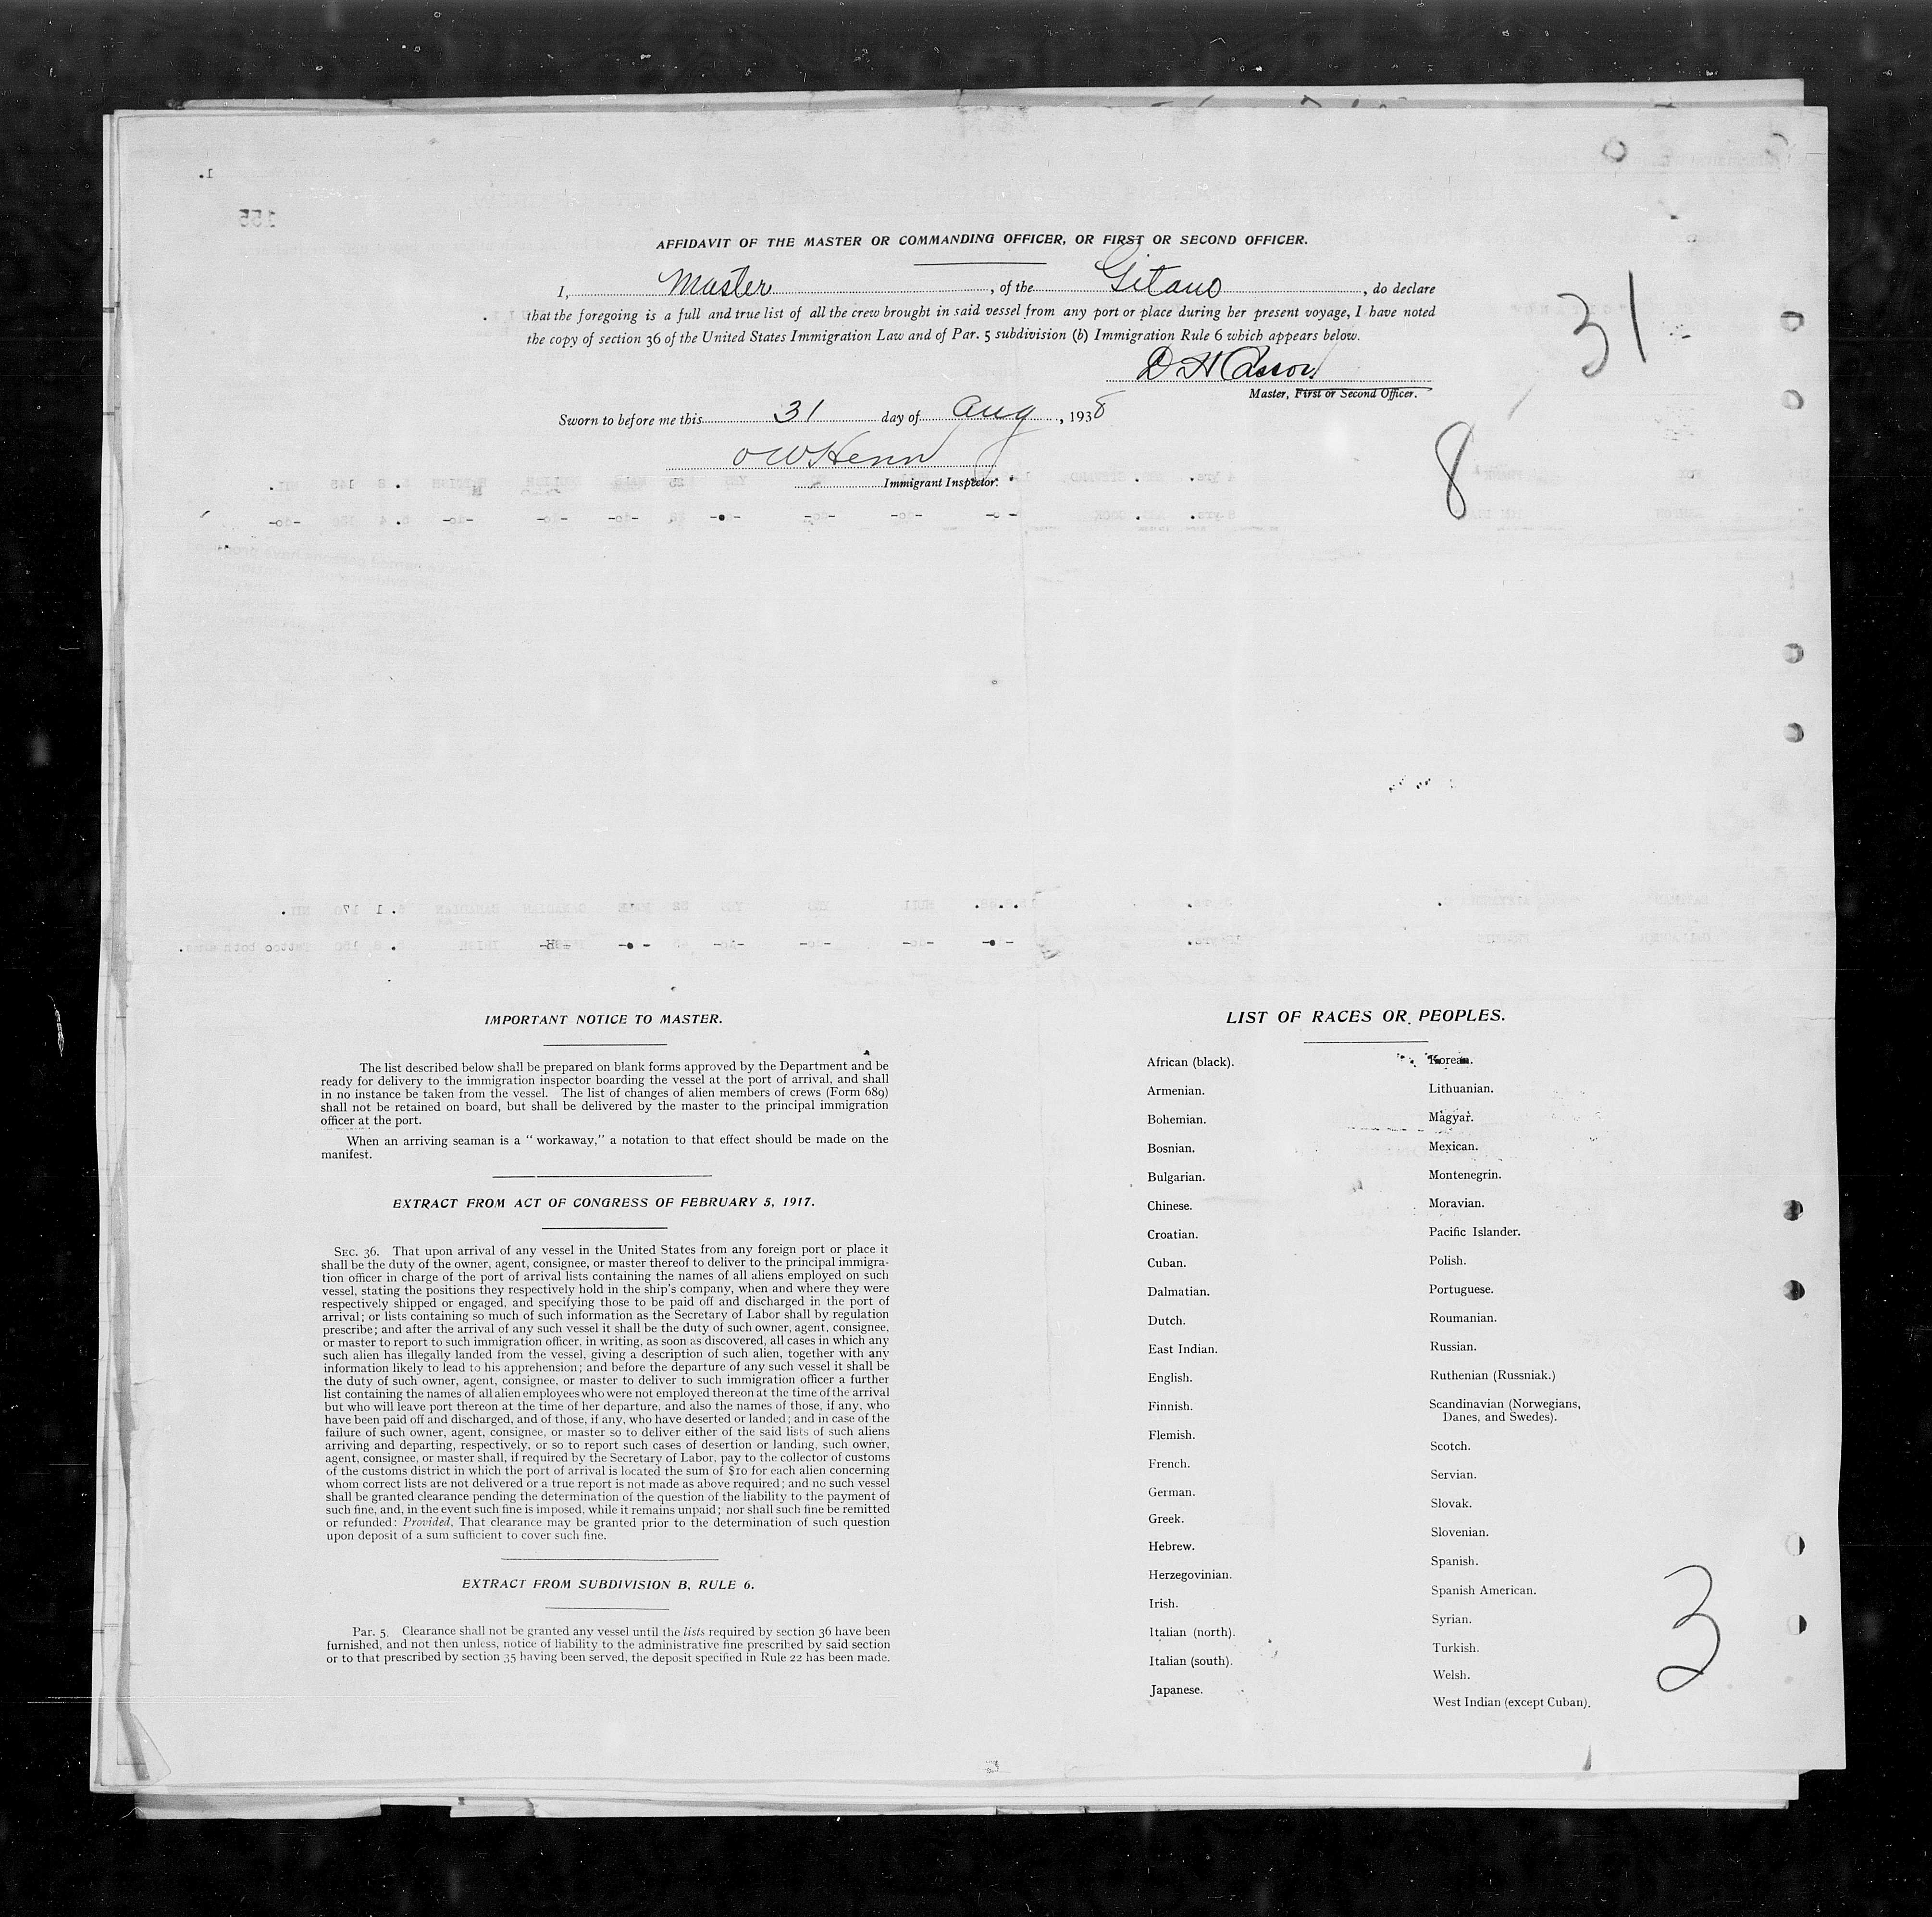 AFFIDAVIT OF THE MASTER OR COMMANDING OFFICER, OR FIRST OR SECOND OFFICER.
I, Master, of the Gitano, do declare
that the foregoing is a full and true list of all the crew brought in said vessel from any port or place during her present voyage, I have noted
the copy of section 36 of the United States Immigration Law and of Par. 5 subdivision (b) Immigration Rule 6 which appears below.
31
D H
Master, First or Second Officer.
Sworn to before me this 31 day of Aug, 1938
O W Henn
Immigrant Inspector.
8
IMPORTANT NOTICE TO MASTER.
The list described below shall be prepared on blank forms approved by the Department and be
ready for delivery to the immigration inspector boarding the vessel at the port of arrival, and shall
in no instance be taken from the vessel. The list of changes of alien members of crews (Form 689)
shall not be retained on board, but shall be delivered by the master to the principal immigration
officer at the port.
When an arriving seaman is a " workaway," a notation to that effect should be made on the
manifest.
EXTRACT FROM ACT OF CONGRESS OF FEBRUARY 5, 1917.
SEC. 36. That upon arrival of any vessel in the United States from any foreign port or place it
shall be the duty of the owner, agent, consignee, or master thereof to deliver to the principal immigra-
tion officer in charge of the port of arrival lists containing the names of all aliens employed on such
vessel, stating the positions they respectively hold in the ship's company, when and where they were
respectively shipped or engaged, and specifying those to be paid off and discharged in the port of
arrival; or lists containing so much of such information as the Secretary of Labor shall by regulation
prescribe; and after the arrival of any such vessel it shall be the duty of such owner, agent, consignee,
or master to report to such immigration officer, in writing, as soon as discovered, all cases in which any
such alien has illegally landed from the vessel, giving a description of such alien, together with any
information likely to lead to his apprehension; and before the departure of any such vessel it shall be
the duty of such owner, agent, consignee, or master to deliver to such immigration officer a further
list containing the names of all alien employees who were not employed thereon at the time of the arrival
but who will leave port thereon at the time of her departure, and also the names of those, if any, who
have been paid off and discharged, and of those, if any, who have deserted or landed; and in case of the
failure of such owner, agent, consignee, or master so to deliver either of the said lists of such aliens
arriving and departing, respectively, or so to report such cases of desertion or landing, such owner,
agent, consignee, or master shall, if required by the Secretary of Labor, pay to the collector of customs
of the customs district in which the port of arrival is located the sum of $10 for each alien concerning
whom correct lists are not delivered or a true report is not made as above required; and no such vessel
shall be granted clearance pending the determination of the question of the liability to the payment of
such fine, and, in the event such fine is imposed, while it remains unpaid; nor shall such fine be remitted
or refunded: Provided, That clearance may be granted prior to the determination of such question
upon deposit of a sum sufficient to cover such fine.
EXTRACT FROM SUBDIVISION B, RULE 6.
Par. 5. Clearance shall not be granted any vessel until the lists required by section 36 have been
furnished, and not then unless, notice of liability to the administrative fine prescribed by said section
or to that prescribed by section 35 having been served, the deposit specified in Rule 22 has been made.
LIST OF RACES OR PEOPLES.
African (black).
Armenian.
Bohemian.
Bosnian.
Bulgarian.
Chinese.
Croatian.
Cuban.
Dalmatian.
Dutch.
East Indian.
English.
Finnish.
Flemish.
French.
German.
Greek.
Hebrew.
Herzegovinian.
Irish.
Italian (north).
Italian (south).
Japanese.
Korean.
Lithuanian.
Magyar.
Mexican.
Montenegrin.
Moravian.
Pacific Islander.
Polish.
Portuguese.
Roumanian.
Russian.
Ruthenian (Russniak.)
Scandinavian (Norwegians,
Danes, and Swedes).
Scotch.
Servian.
Slovak.
Slovenian.
Spanish.
Spanish American.
Syrian.
Turkish.
Welsh.
West Indian (except Cuban).
3